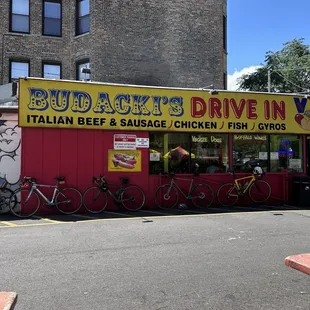 BUDACKI'S DRIVE IN
ITALIAN BEEF & SAUSAGE / CHICKEN / FISH / GYROS